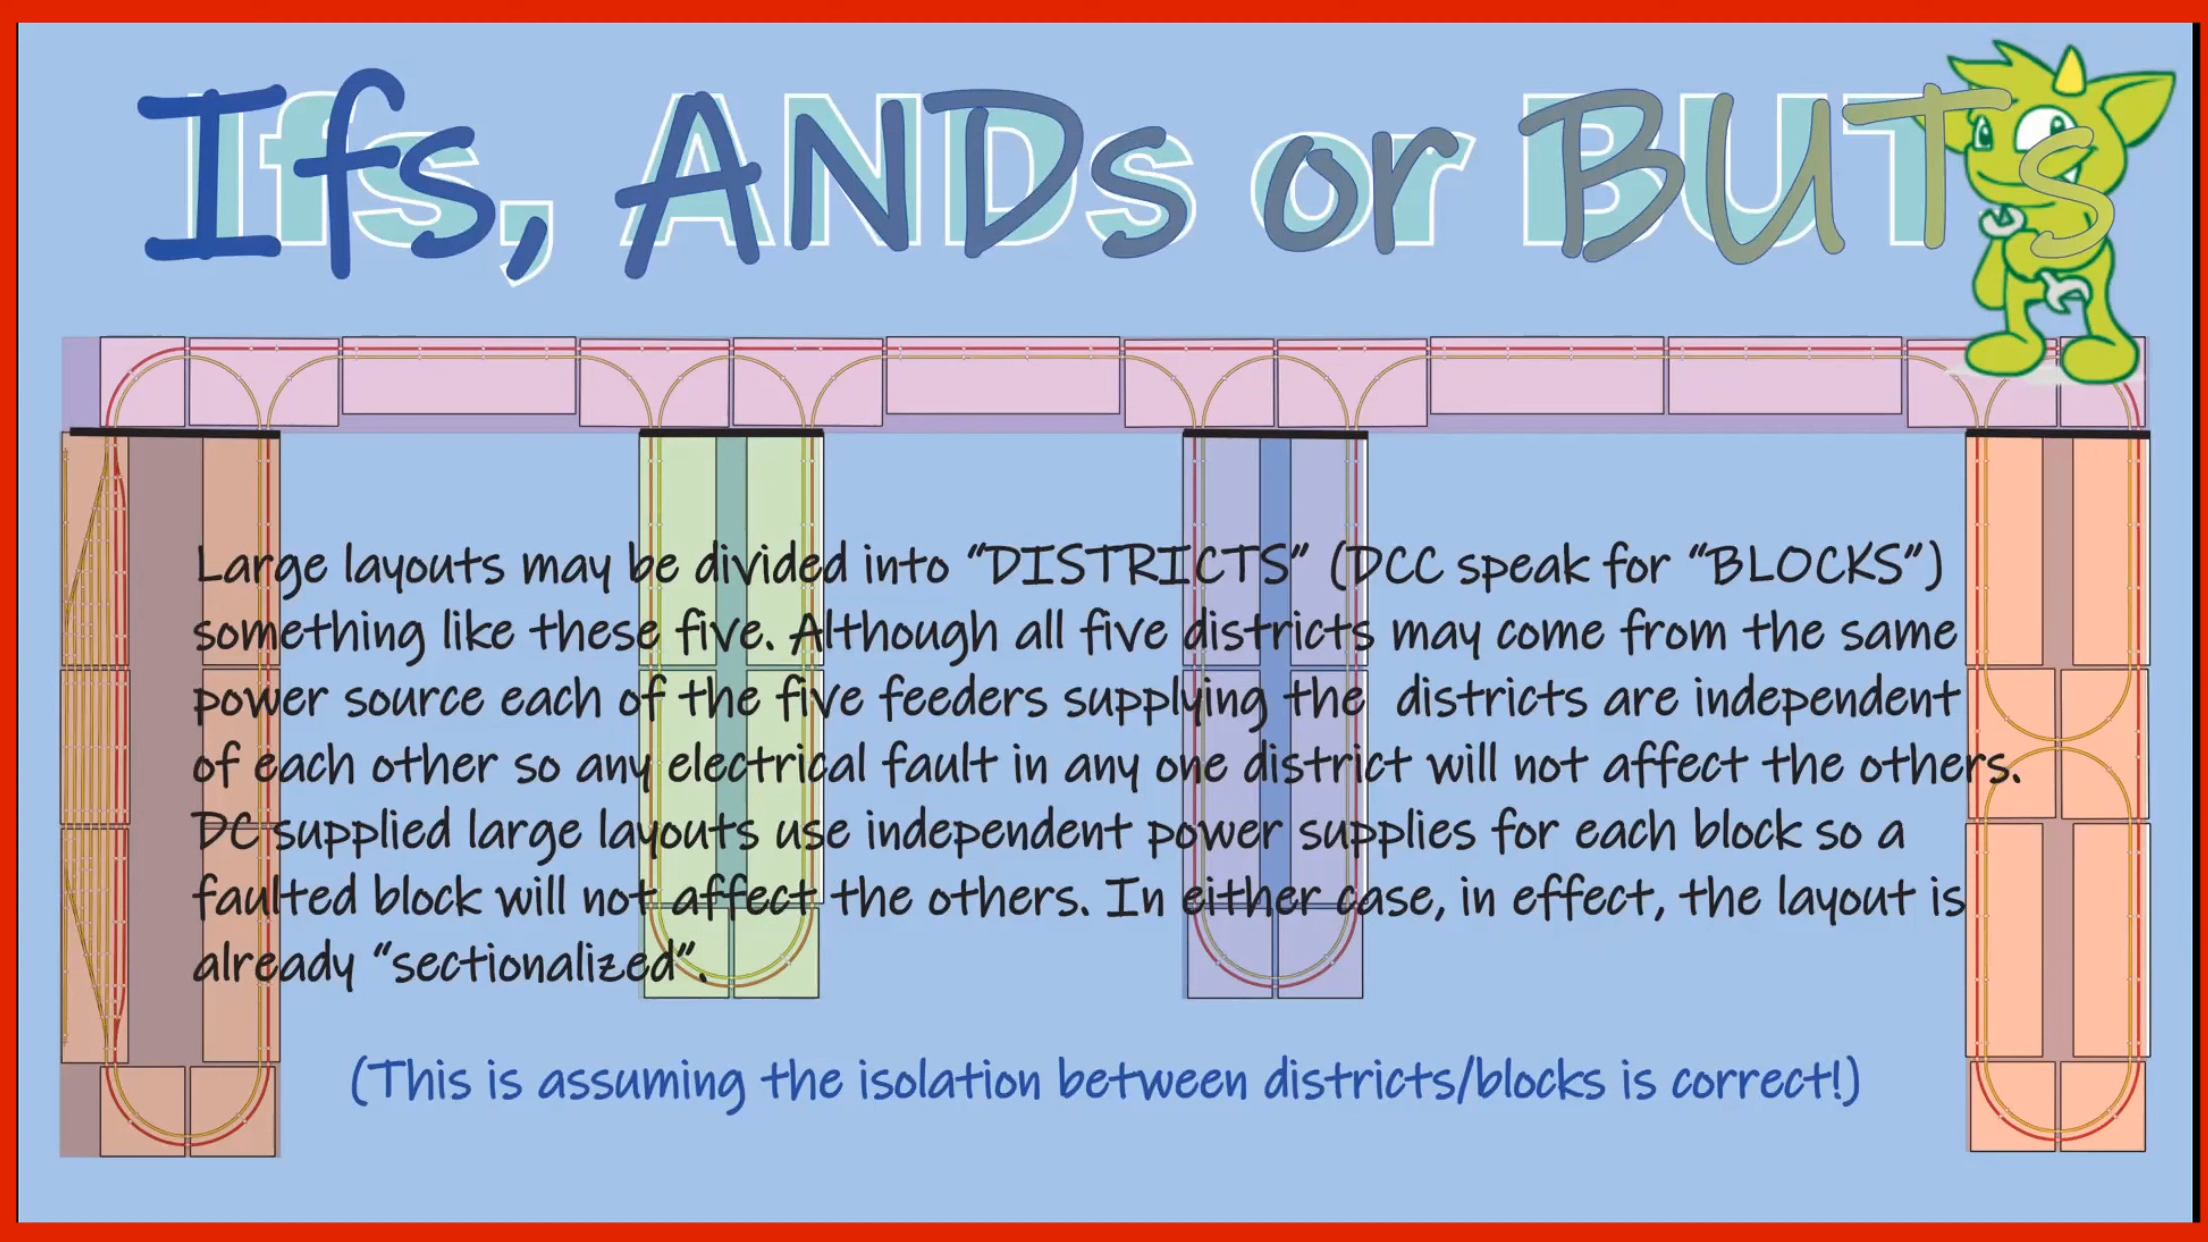 Ifs, ANDs or BUTs
Large layouts may be divided into “DISTRICTS” (DCC speak for “BLOCKS”)
something like these five. Although all five districts may come from the same
power source each of the five feeders supplying the districts are independent
of each other so any electrical fault in any one district will not affect the others.
DC supplied large layouts use independent power supplies for each block so a
faulted block will not affect the others. In either case, in effect, the layout is
already “sectionalized”.
(This is assuming the isolation between districts/blocks is correct!)